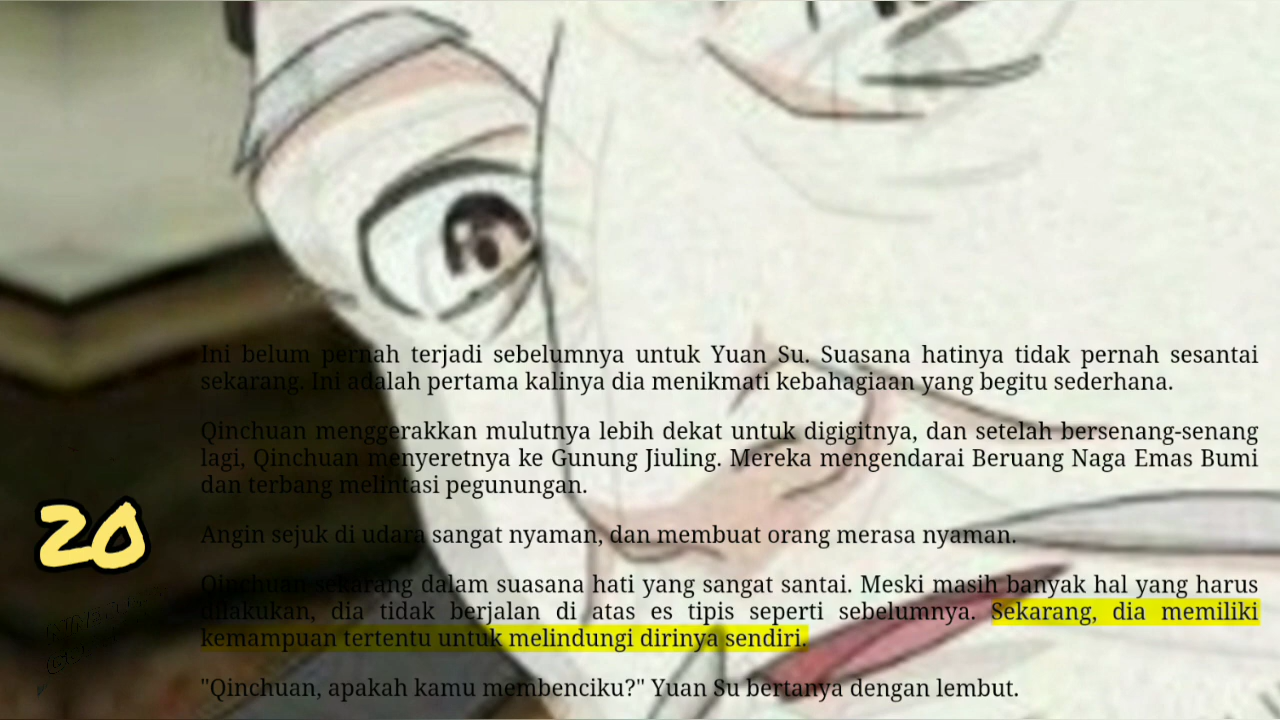 Ini belum pernah terjadi sebelumnya untuk Yuan Su. Suasana hatinya tidak pernah sesantai
sekarang. Ini adalah pertama kalinya dia menikmati kebahagiaan yang begitu sederhana.
Qinchuan menggerakkan mulutnya lebih dekat untuk digigitnya, dan setelah bersenang-senang
lagi, Qinchuan menyeretnya ke Gunung Jiuling. Mereka mengendarai Beruang Naga Emas Bumi
dan terbang melintasi pegunungan.
20
Angin sejuk di udara sangat nyaman, dan membuat orang merasa nyaman.
Qinchuan sekarang dalam suasana hati yang sangat santai. Meski masih banyak hal yang harus
dilakukan, dia tidak berjalan di atas es tipis seperti sebelumnya. Sekarang, dia memiliki
kemampuan tertentu untuk melindungi dirinya sendiri.
"Qinchuan, apakah kamu membenciku?" Yuan Su bertanya dengan lembut.